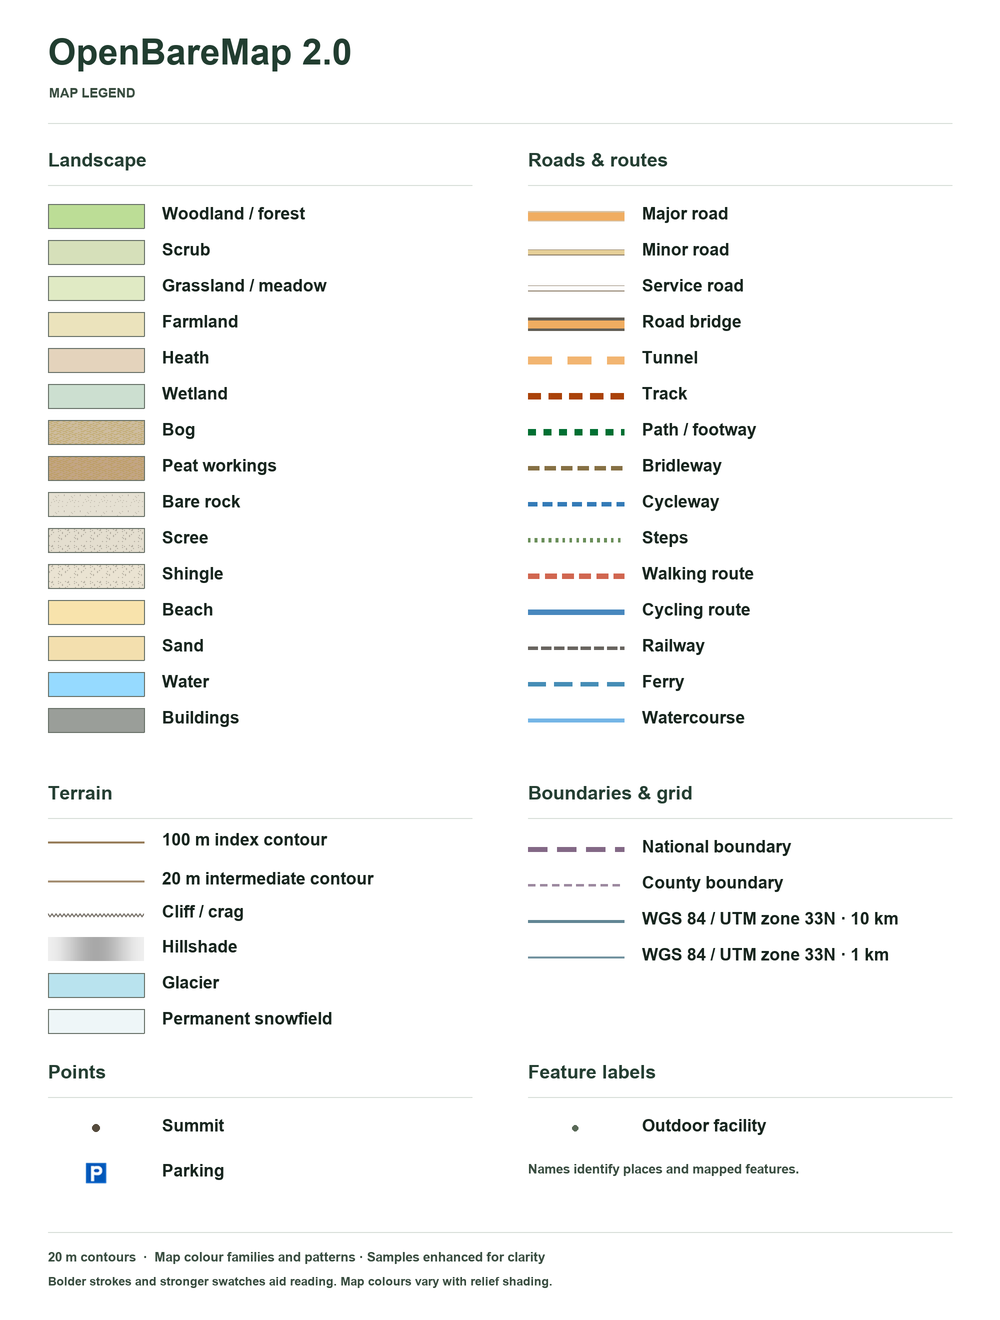 OpenBareMap 2.0
MAP LEGEND
Landscape
Woodland / forest
Scrub
Grassland / meadow
Farmland
Heath
Wetland
Bog
Peat workings
Bare rock
Scree
Shingle
Beach
Sand
Water
Buildings
Roads & routes
Major road
Minor road
Service road
Road bridge
Tunnel
Track
Path / footway
Bridleway
Cycleway
Steps
Walking route
Cycling route
Railway
Ferry
Watercourse
Terrain
100 m index contour
20 m intermediate contour
Cliff / crag
Hillshade
Glacier
Permanent snowfield
Boundaries & grid
National boundary
County boundary
WGS 84 / UTM zone 33N · 10 km
WGS 84 / UTM zone 33N · 1 km
Points
Summit
P
Parking
Feature labels
Outdoor facility
Names identify places and mapped features.
20 m contours · Map colour families and patterns · Samples enhanced for clarity
Bolder strokes and stronger swatches aid reading. Map colours vary with relief shading.